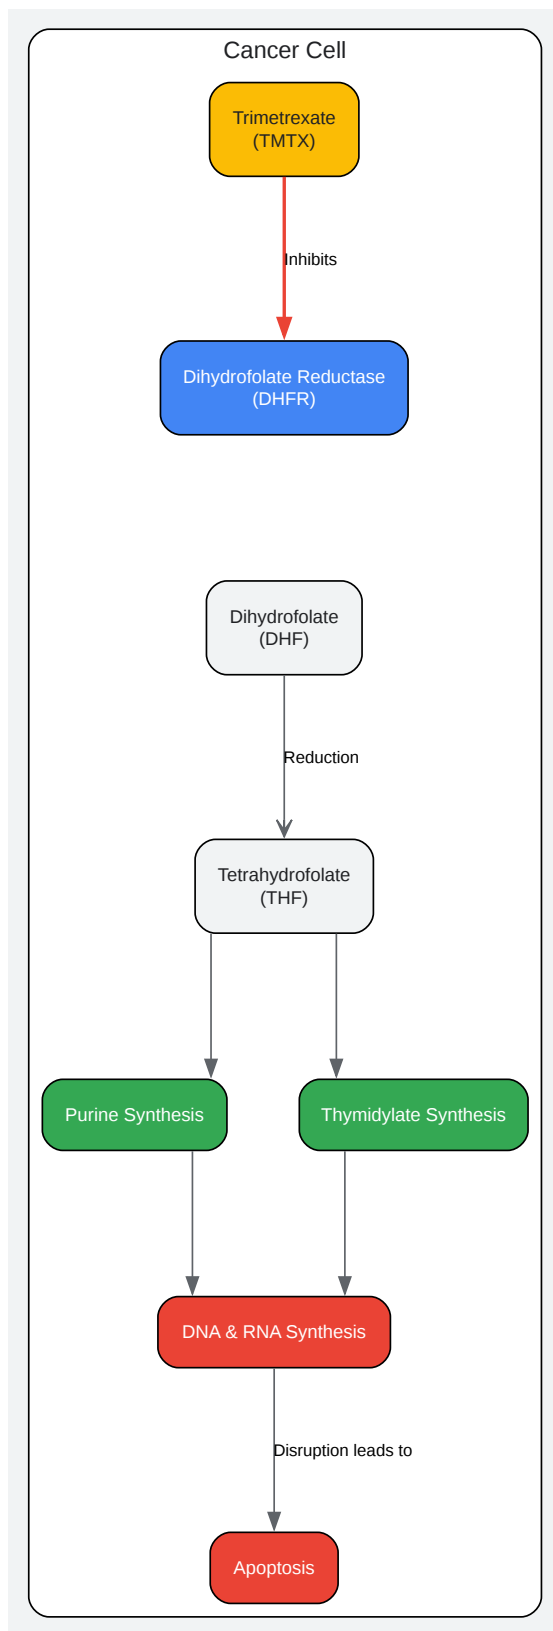 Cancer Cell
Trimetrexate
(TMTX)
Inhibits
Dihydrofolate Reductase
(DHFR)
Dihydrofolate
(DHF)
Reduction
Tetrahydrofolate
(THF)
Purine Synthesis
Thymidylate Synthesis
DNA & RNA Synthesis
Disruption leads to
Apoptosis